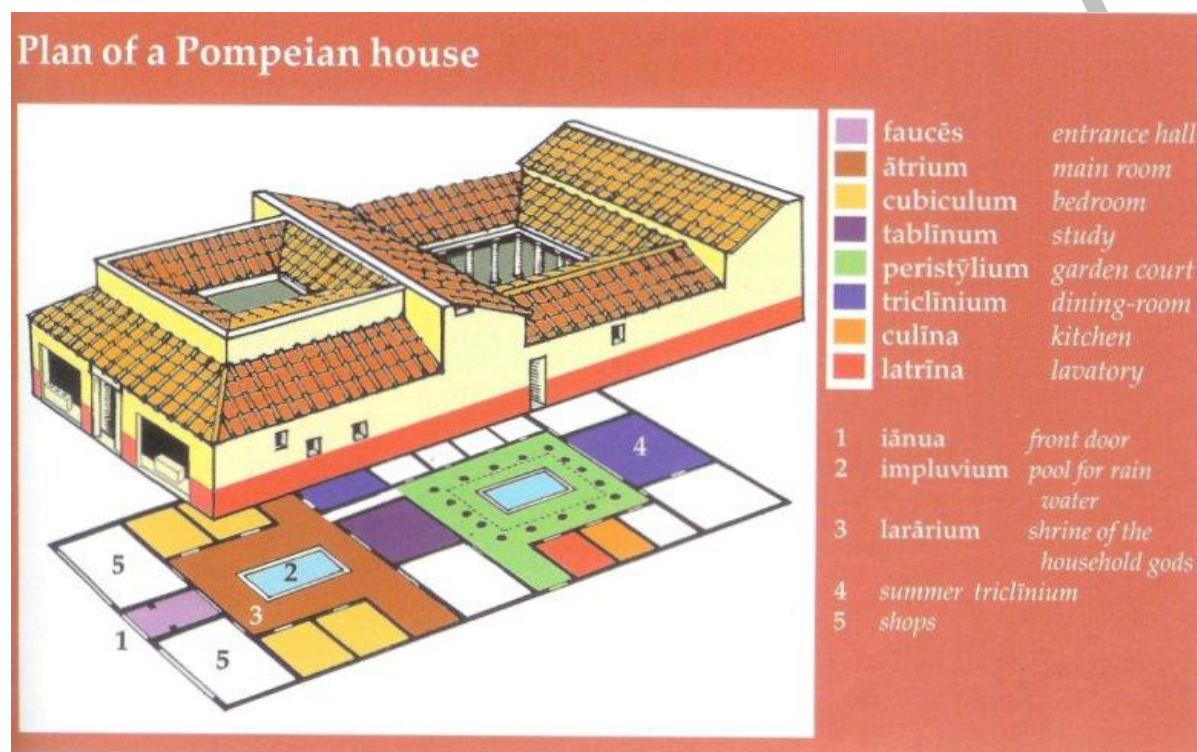 Plan of a Pompeian house
faucēs entrance hall
ātrium main room
cubiculum bedroom
tablīnum study
peristȳlium garden court
triclīnium dining-room
culīna kitchen
latrīna lavatory
1 iānua front door
2 impluvium pool for rain
water
3 larârium shrine of the
household gods
4 summer triclīnium
5 shops
4
5
2
3
1
5